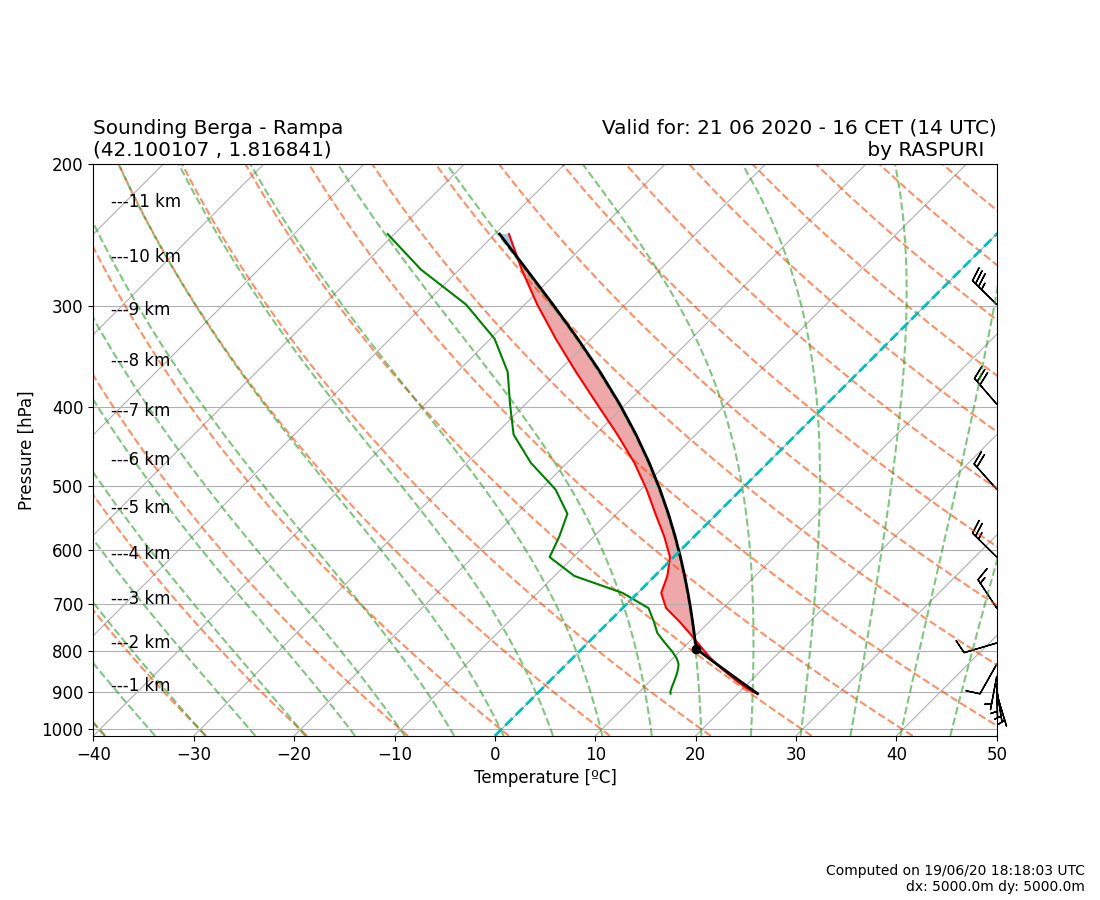 Sounding Berga - Rampa
(42.100107 , 1.816841)
Valid for: 21 06 2020 - 16 CET (14 UTC)
by RASPURI
200
300
400
500
600
700
800
900
1000
Pressure [hPa]
---11 km
---10 km
---9 km
---8 km
---7 km
---6 km
---5 km
---4 km
---3 km
---2 km
---1 km
−40 −30 −20 −10 0 10 20 30 40 50
Temperature [ºC]
Computed on 19/06/20 18:18:03 UTC
dx: 5000.0m dy: 5000.0m